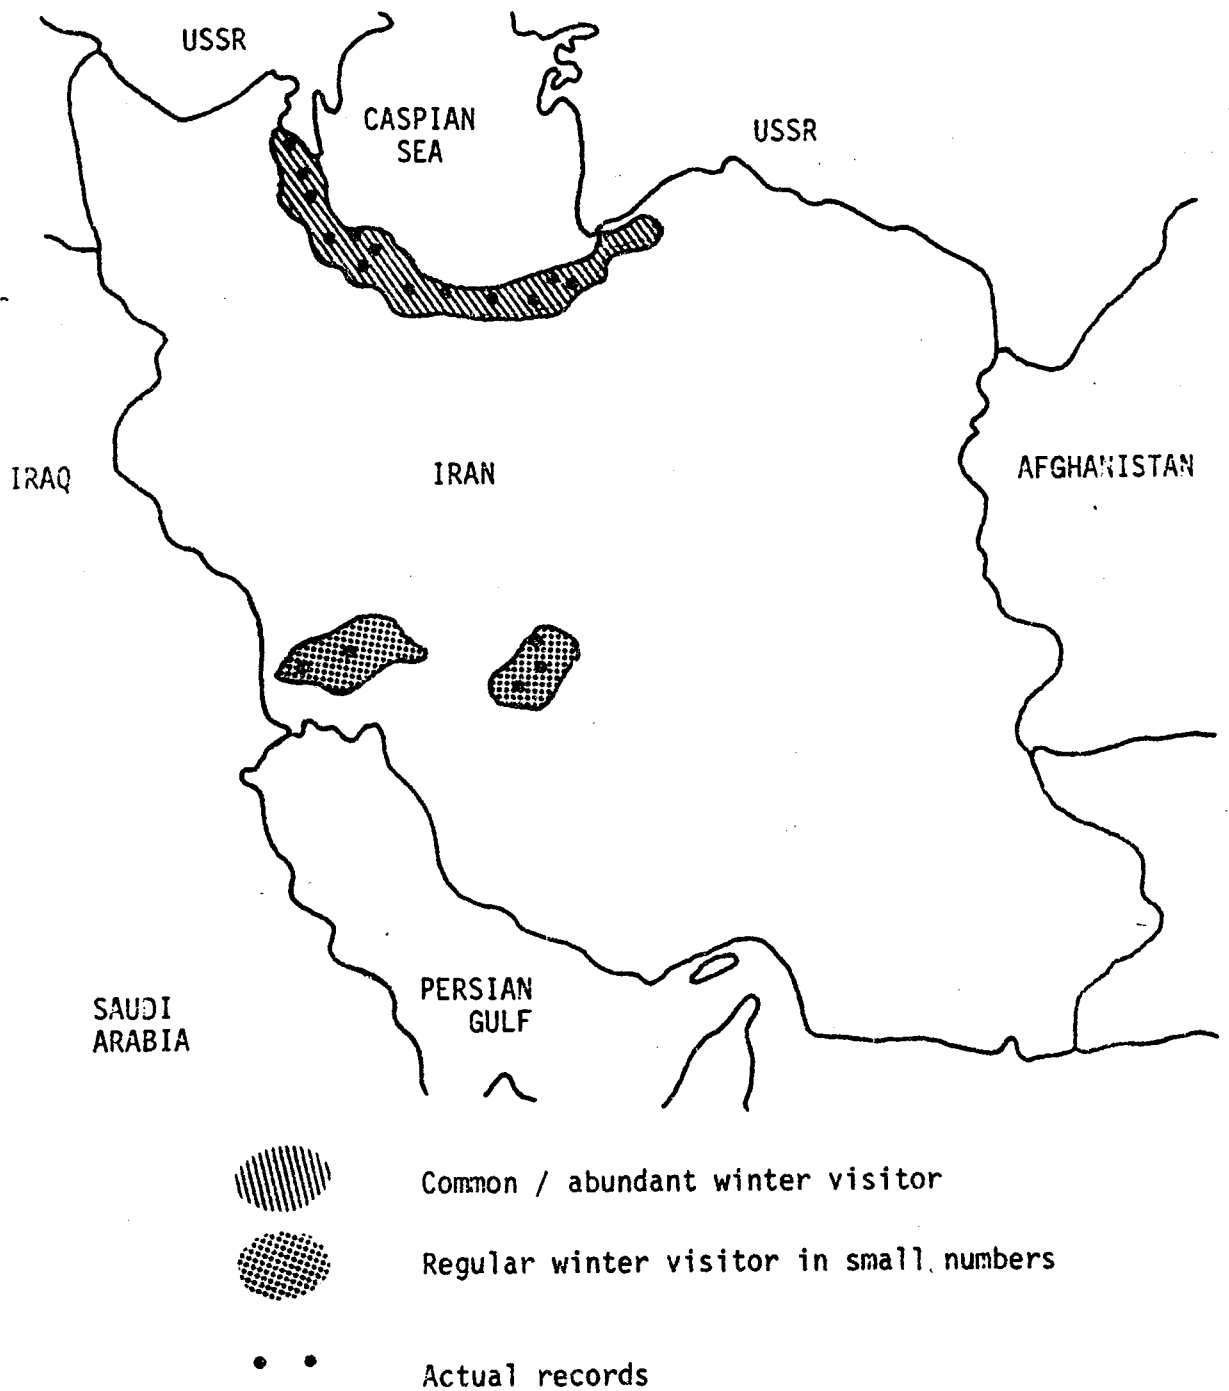 USSR
CASPIAN
SEA
USSR
IRAQ
IRAN
AFGHANISTAN
SAUDI
ARABIA
PERSIAN
GULF
Common / abundant winter visitor
Regular winter visitor in small numbers
Actual records